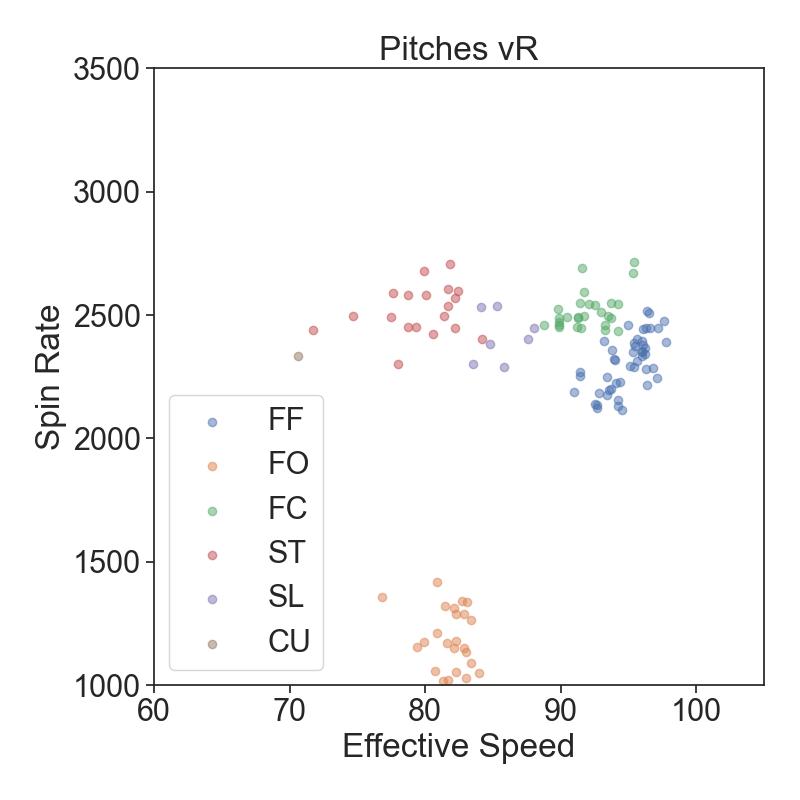 Pitches vR
3500
3000
2500
2000
1500
1000
Spin Rate
FF
FO
FC
ST
SL
CU
60 70 80 90 100
Effective Speed